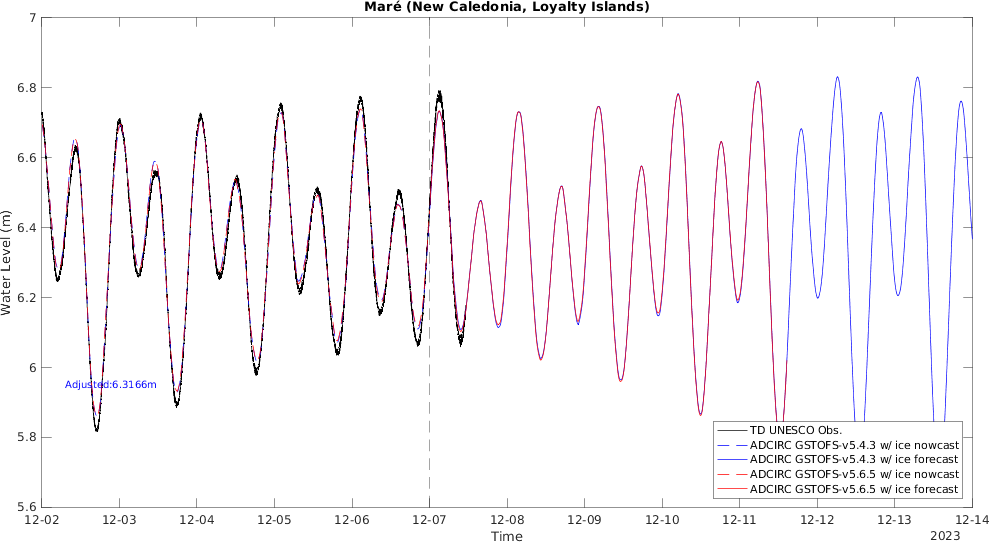 Maré (New Caledonia, Loyalty Islands)
7
6.8
6.6
6.4
6.2
6
5.8
5.6
Water Level (m)
Adjusted:6.3166m
TD UNESCO Obs.
ADCIRC GSTOFS-v5.4.3 w/ ice nowcast
ADCIRC GSTOFS-v5.4.3 w/ ice forecast
ADCIRC GSTOFS-v5.6.5 w/ ice nowcast
ADCIRC GSTOFS-v5.6.5 w/ ice forecast
12-02 12-03 12-04 12-05 12-06 12-07 12-08 12-09 12-10 12-11 12-12 12-13 12-14
Time
2023